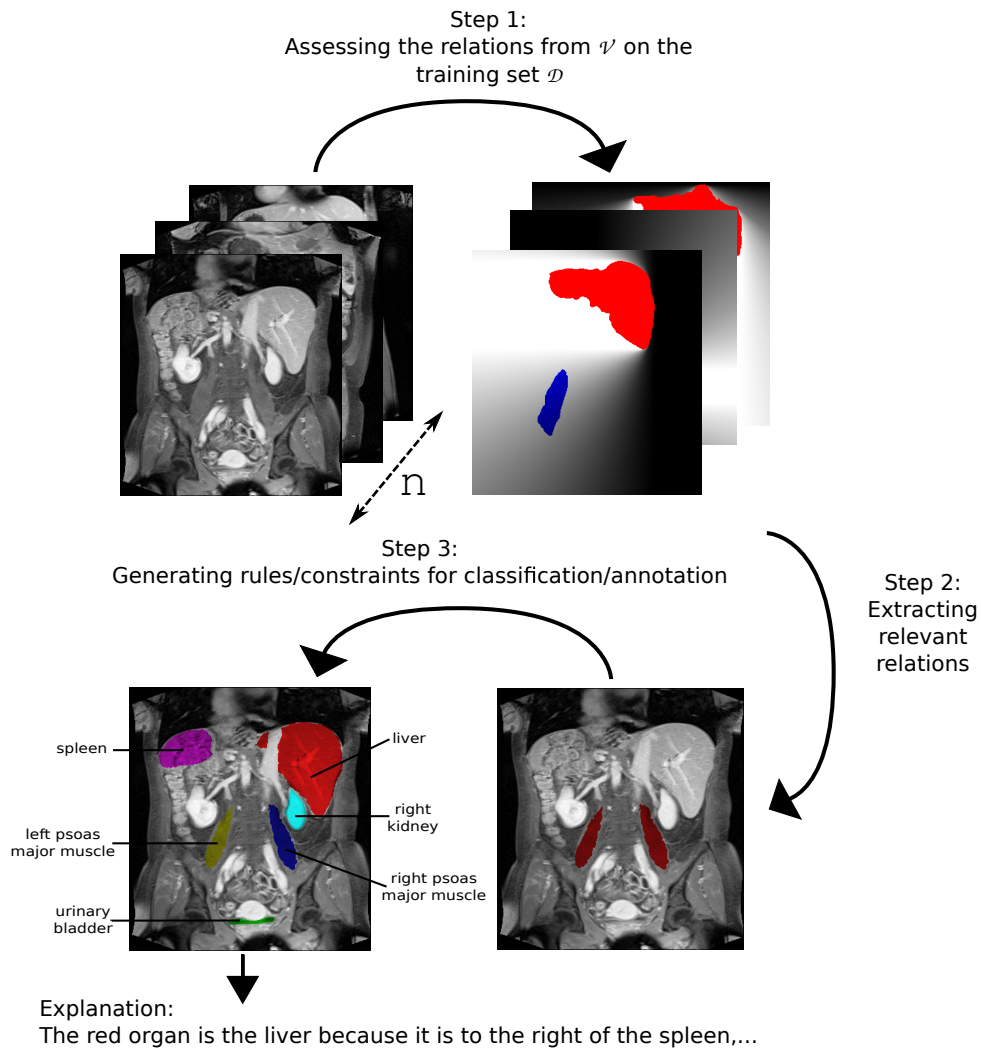 Step 1:
Assessing the relations from 𝒱 on the
training set 𝒟
n
Step 3:
Generating rules/constraints for classification/annotation
Step 2:
Extracting
relevant
relations
spleen
liver
right
kidney
left psoas
major muscle
right psoas
major muscle
urinary
bladder
Explanation:
The red organ is the liver because it is to the right of the spleen,...